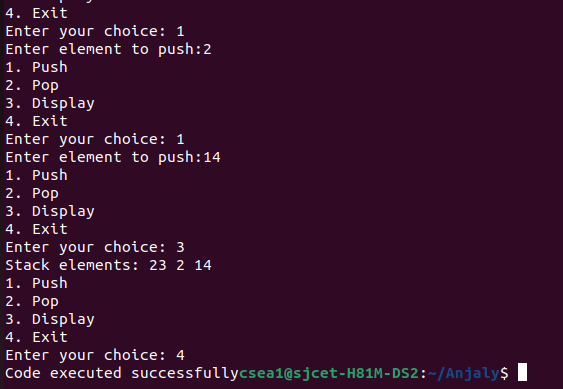 4. Exit
Enter your choice: 1
Enter element to push:2
1. Push
2. Pop
3. Display
4. Exit
Enter your choice: 1
Enter element to push:14
1. Push
2. Pop
3. Display
4. Exit
Enter your choice: 3
Stack elements: 23 2 14
1. Push
2. Pop
3. Display
4. Exit
Enter your choice: 4
Code executed successfullycsea1@sjcet-H81M-DS2:~/Anjaly$